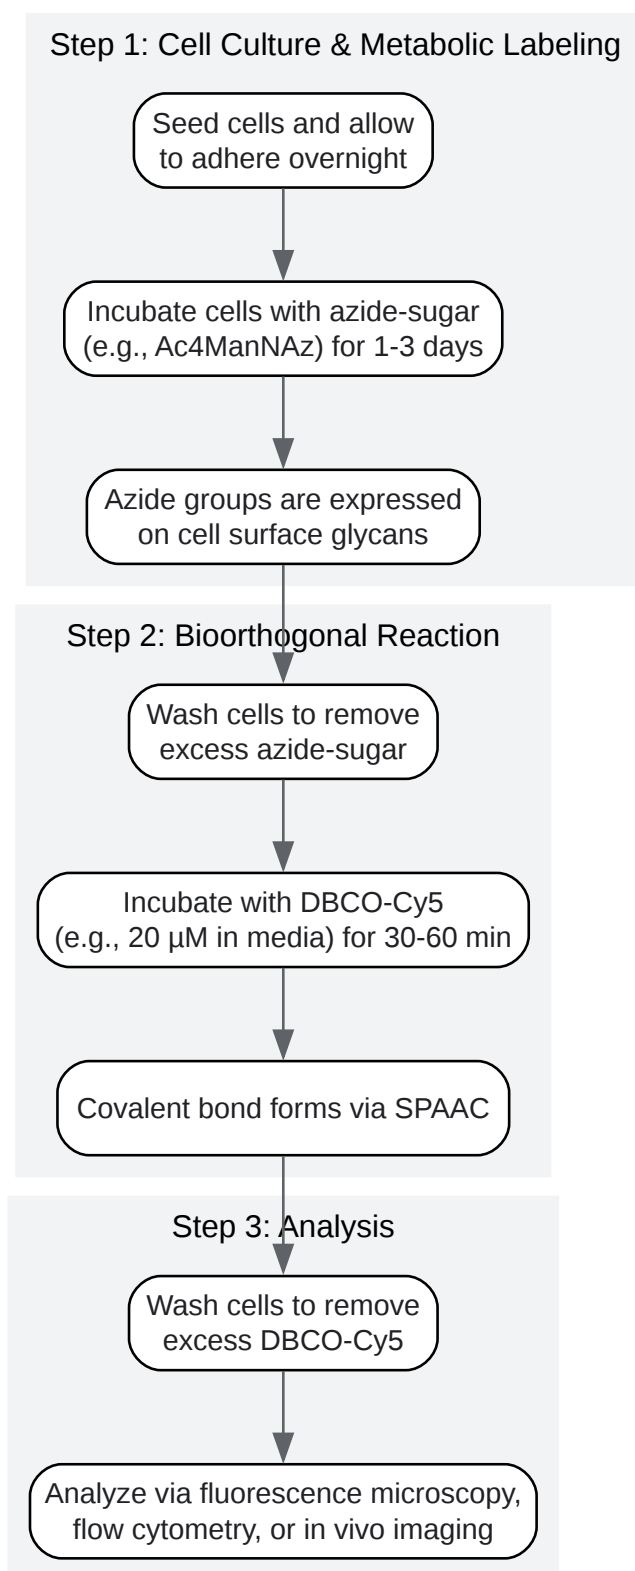 Step 1: Cell Culture & Metabolic Labeling
Seed cells and allow
to adhere overnight
Incubate cells with azide-sugar
(e.g., Ac4ManNAz) for 1-3 days
Azide groups are expressed
on cell surface glycans
Step 2: Bioorthogonal Reaction
Wash cells to remove
excess azide-sugar
Incubate with DBCO-Cy5
(e.g., 20 µM in media) for 30-60 min
Covalent bond forms via SPAAC
Step 3: Analysis
Wash cells to remove
excess DBCO-Cy5
Analyze via fluorescence microscopy,
flow cytometry, or in vivo imaging